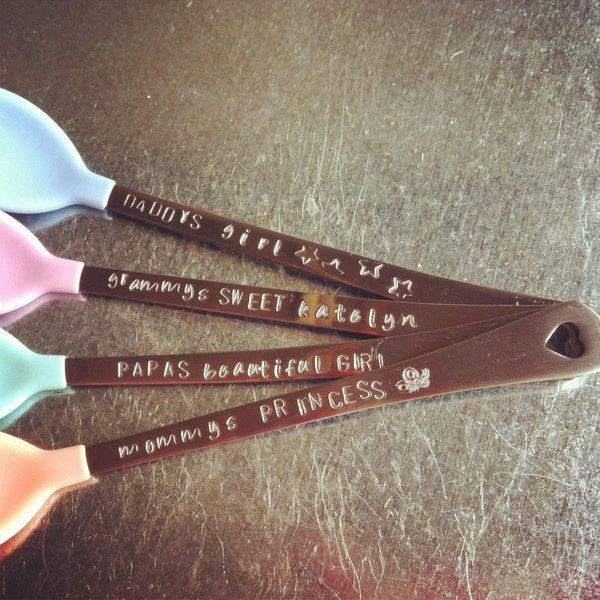 DADDYS girl
grammys SWEET katelyn
PAPAS beautiful GIRl
mommys PRINCESS